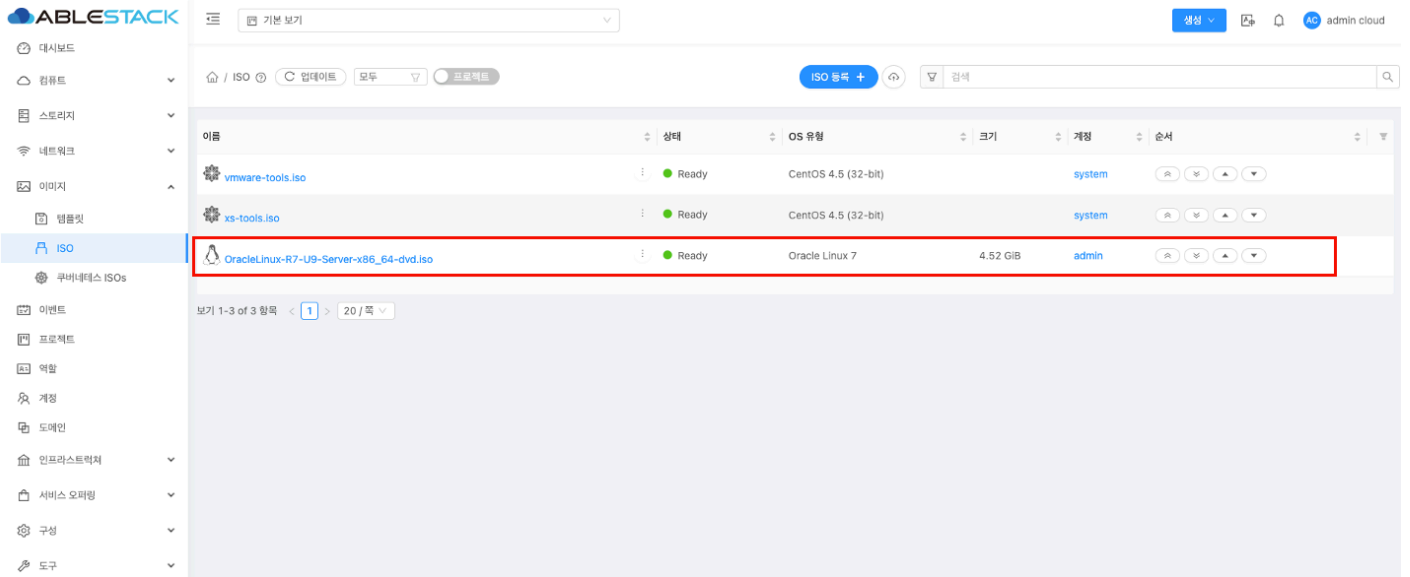 ABLESTACK
기본 보기
생성
AC admin cloud
대시보드
컴퓨트
스토리지
네트워크
이미지
템플릿
ISO
쿠버네테스 ISOs
이벤트
프로젝트
역할
계정
도메인
인프라스트럭쳐
서비스 오퍼링
구성
도구
/ ISO 업데이트 모두 프로젝트
ISO 등록 + 검색
이름 상태 OS 유형 크기 계정 순서
vmware-tools.iso Ready CentOS 4.5 (32-bit) system
xs-tools.iso Ready CentOS 4.5 (32-bit) system
OracleLinux-R7-U9-Server-x86_64-dvd.iso Ready Oracle Linux 7 4.52 GiB admin
보기 1-3 of 3 항목 < 1 > 20 / 쪽